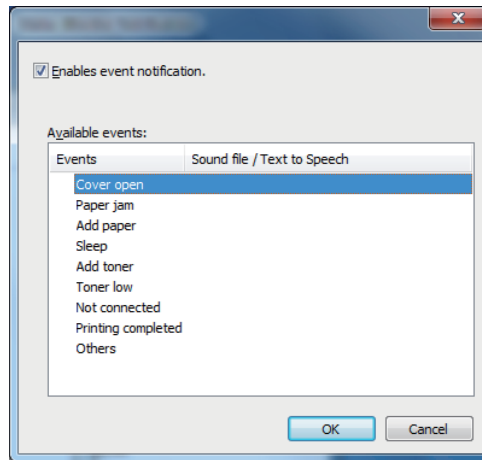 Enables event notification.
Available events:
Events Sound file / Text to Speech
Cover open
Paper jam
Add paper
Sleep
Add toner
Toner low
Not connected
Printing completed
Others
OK Cancel